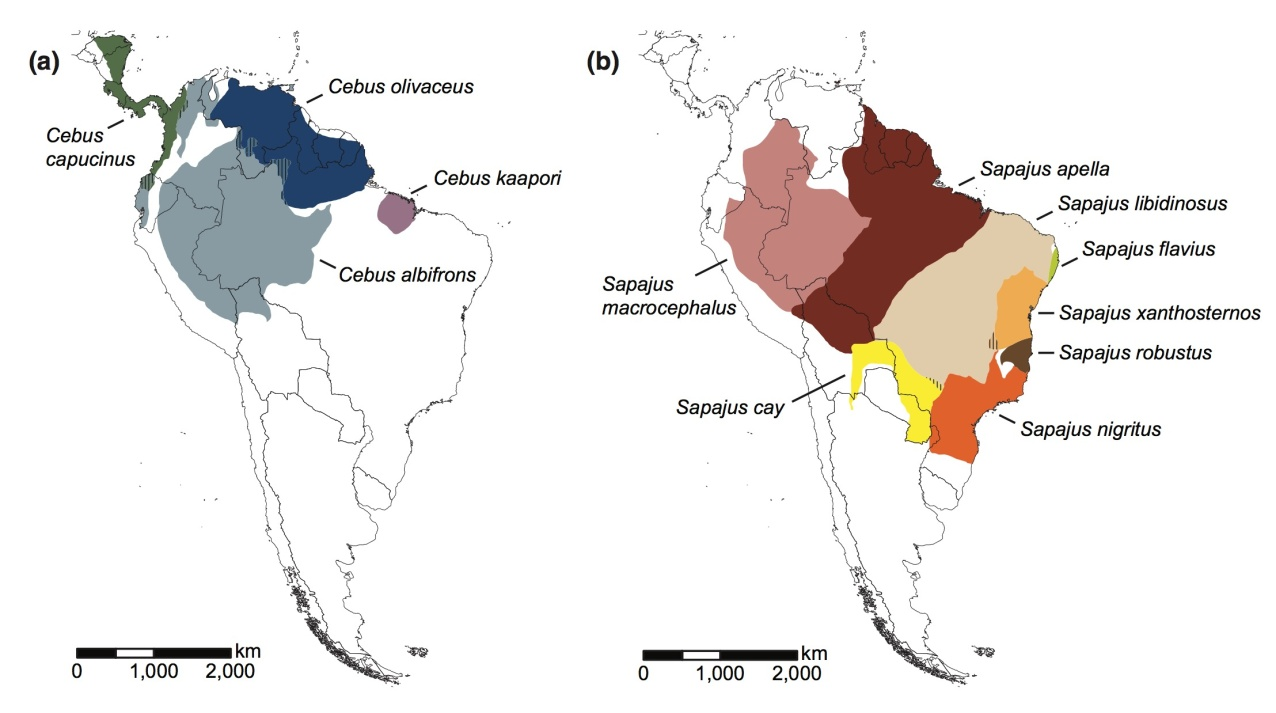 (a)
Cebus olivaceus
Cebus
capucinus
Cebus kaapori
Cebus albifrons
km
0 1,000 2,000
(b)
Sapajus apella
Sapajus libidinosus
Sapajus flavius
Sapajus
macrocephalus
Sapajus xanthosternos
Sapajus robustus
Sapajus cay
Sapajus nigritus
km
0 1,000 2,000